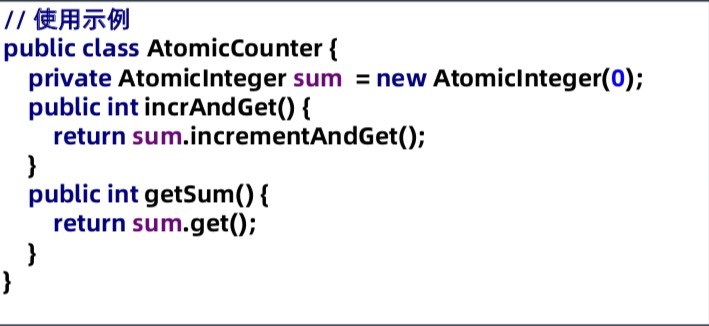 // 使用示例
public class AtomicCounter {
private AtomicInteger sum = new AtomicInteger(0);
public int incrAndGet() {
return sum.incrementAndGet();
}
public int getSum() {
return sum.get();
}
}